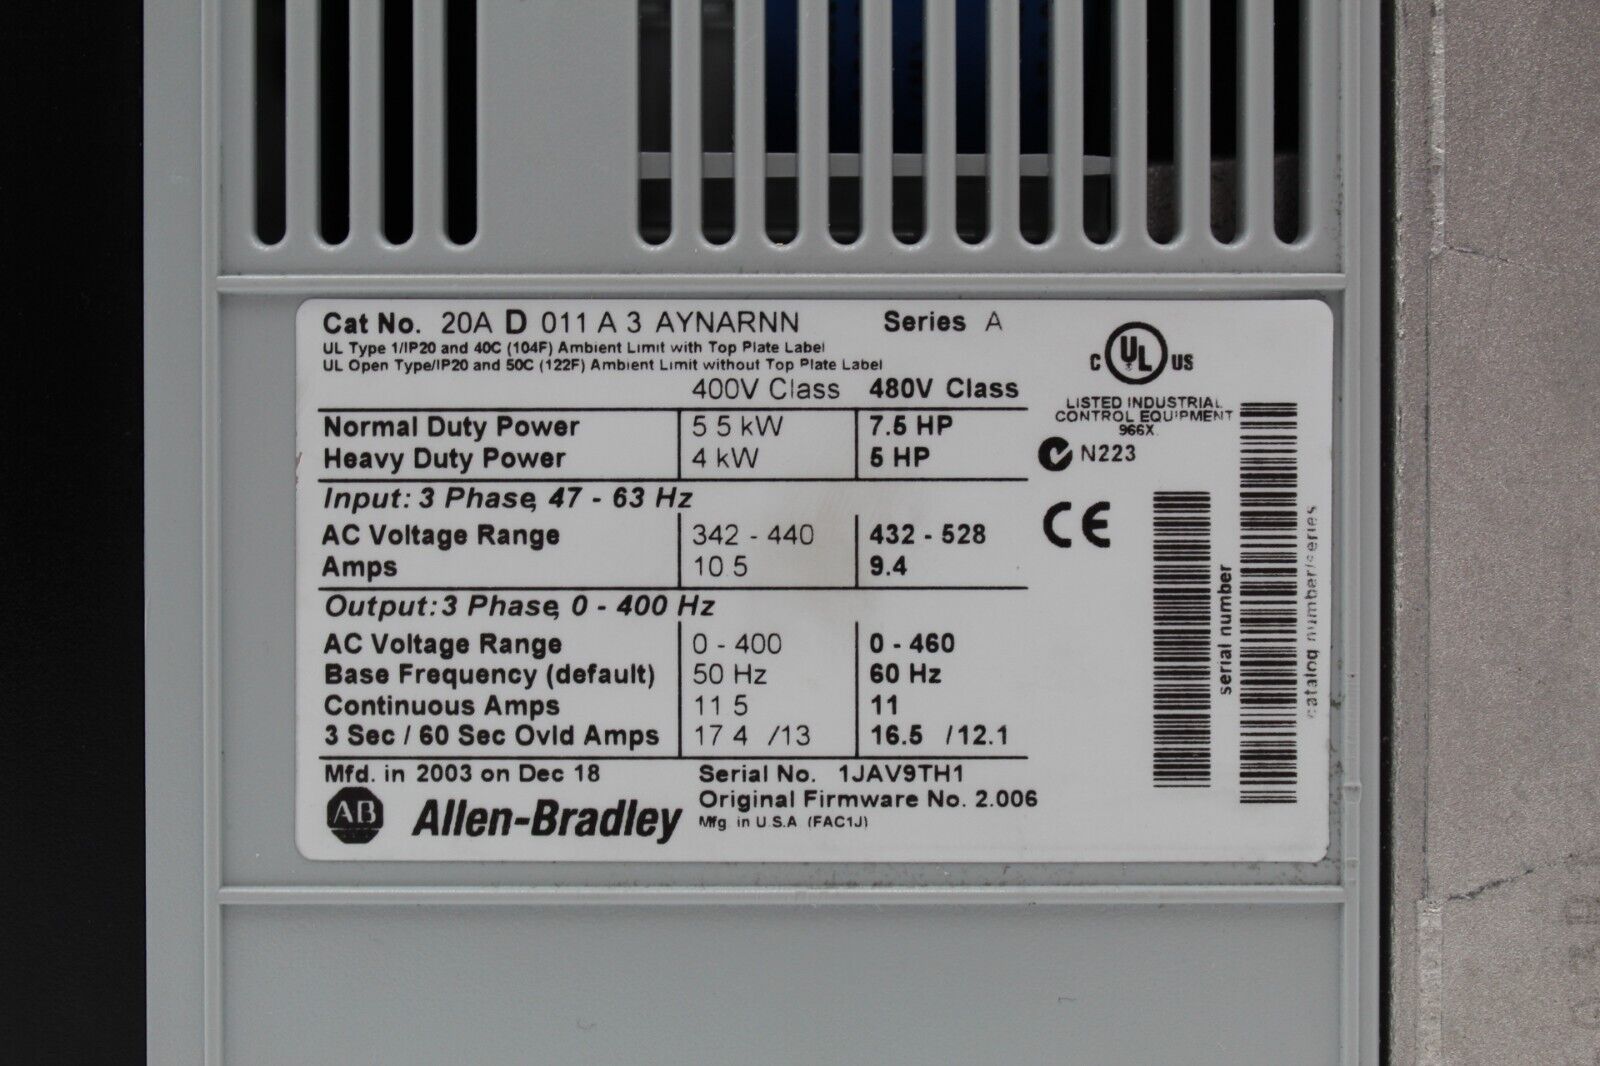 Cat No. 20A D 011 A 3 AYNARNN Series A
UL Type 1/IP20 and 40C (104F) Ambient Limit with Top Plate Label
UL Open Type/IP20 and 50C (122F) Ambient Limit without Top Plate Label
400V Class 480V Class
Normal Duty Power 5 5 kW 7.5 HP
Heavy Duty Power 4 kW 5 HP
Input: 3 Phase, 47 - 63 Hz
AC Voltage Range 342 - 440 432 - 528
Amps 10 5 9.4
Output: 3 Phase, 0 - 400 Hz
AC Voltage Range 0 - 400 0 - 460
Base Frequency (default) 50 Hz 60 Hz
Continuous Amps 11 5 11
3 Sec / 60 Sec Ovld Amps 17 4 /13 16.5 /12.1
Mfd. in 2003 on Dec 18 Serial No. 1JAV9TH1
Original Firmware No. 2.006
AB Allen-Bradley Mfg. in U.S.A (FAC1J)
C UL US
LISTED INDUSTRIAL
CONTROL EQUIPMENT
966X
N223
CE
serial number
catalog number/series